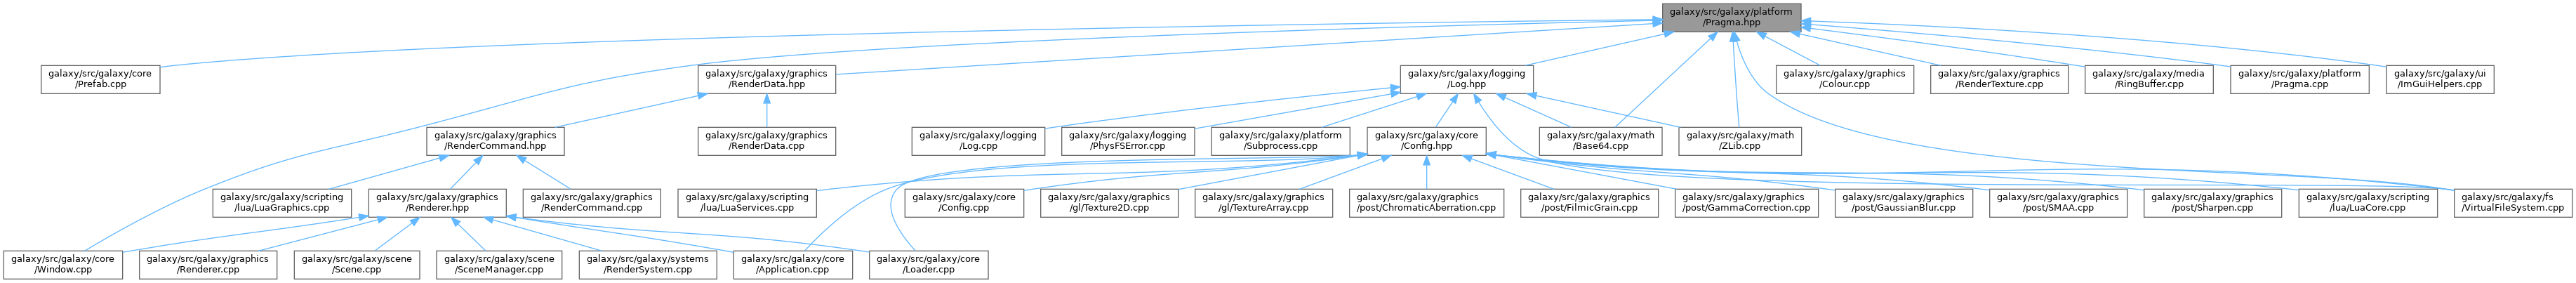 galaxy/src/galaxy/platform
/Pragma.hpp
galaxy/src/galaxy/core
/Prefab.cpp
galaxy/src/galaxy/graphics
/RenderData.hpp
galaxy/src/galaxy/logging
/Log.hpp
galaxy/src/galaxy/graphics
/Colour.cpp
galaxy/src/galaxy/graphics
/RenderTexture.cpp
galaxy/src/galaxy/media
/RingBuffer.cpp
galaxy/src/galaxy/platform
/Pragma.cpp
galaxy/src/galaxy/ui
/ImGuiHelpers.cpp
galaxy/src/galaxy/graphics
/RenderCommand.hpp
galaxy/src/galaxy/graphics
/RenderData.cpp
galaxy/src/galaxy/logging
/Log.cpp
galaxy/src/galaxy/logging
/PhysFSError.cpp
galaxy/src/galaxy/platform
/Subprocess.cpp
galaxy/src/galaxy/core
/Config.hpp
galaxy/src/galaxy/math
/Base64.cpp
galaxy/src/galaxy/math
/ZLib.cpp
galaxy/src/galaxy/scripting
/lua/LuaGraphics.cpp
galaxy/src/galaxy/graphics
/Renderer.hpp
galaxy/src/galaxy/graphics
/RenderCommand.cpp
galaxy/src/galaxy/scripting
/lua/LuaServices.cpp
galaxy/src/galaxy/core
/Config.cpp
galaxy/src/galaxy/graphics
/gl/Texture2D.cpp
galaxy/src/galaxy/graphics
/gl/TextureArray.cpp
galaxy/src/galaxy/graphics
/post/ChromaticAberration.cpp
galaxy/src/galaxy/graphics
/post/FilmicGrain.cpp
galaxy/src/galaxy/graphics
/post/GammaCorrection.cpp
galaxy/src/galaxy/graphics
/post/GaussianBlur.cpp
galaxy/src/galaxy/graphics
/post/SMAA.cpp
galaxy/src/galaxy/graphics
/post/Sharpen.cpp
galaxy/src/galaxy/scripting
/lua/LuaCore.cpp
galaxy/src/galaxy/fs
/VirtualFileSystem.cpp
galaxy/src/galaxy/core
/Window.cpp
galaxy/src/galaxy/graphics
/Renderer.cpp
galaxy/src/galaxy/scene
/Scene.cpp
galaxy/src/galaxy/scene
/SceneManager.cpp
galaxy/src/galaxy/systems
/RenderSystem.cpp
galaxy/src/galaxy/core
/Application.cpp
galaxy/src/galaxy/core
/Loader.cpp